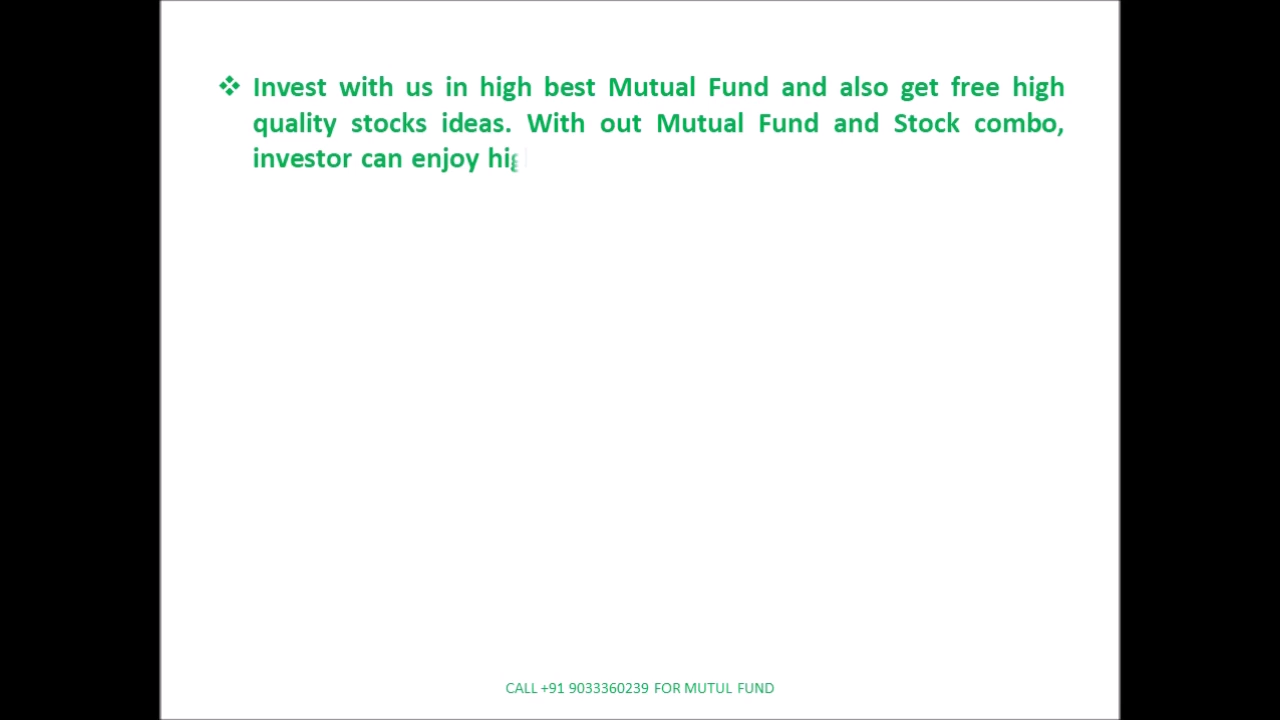 ❖ Invest with us in high best Mutual Fund and also get free high
quality stocks ideas. With out Mutual Fund and Stock combo,
investor can enjoy
CALL +91 9033360239 FOR MUTUL FUND